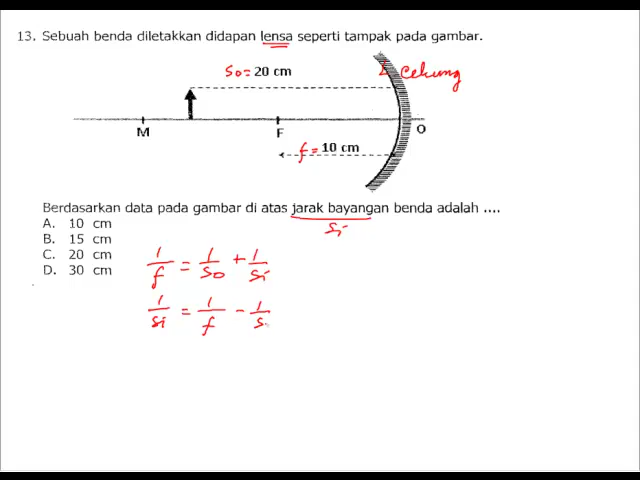 13. Sebuah benda diletakkan didapan lensa seperti tampak pada gambar.
so= 20 cm
cekung
M F O
f= 10 cm
Berdasarkan data pada gambar di atas jarak bayangan benda adalah ....
si
A. 10 cm
B. 15 cm
C. 20 cm
D. 30 cm
1/f = 1/so + 1/si
1/si = 1/f - 1/s